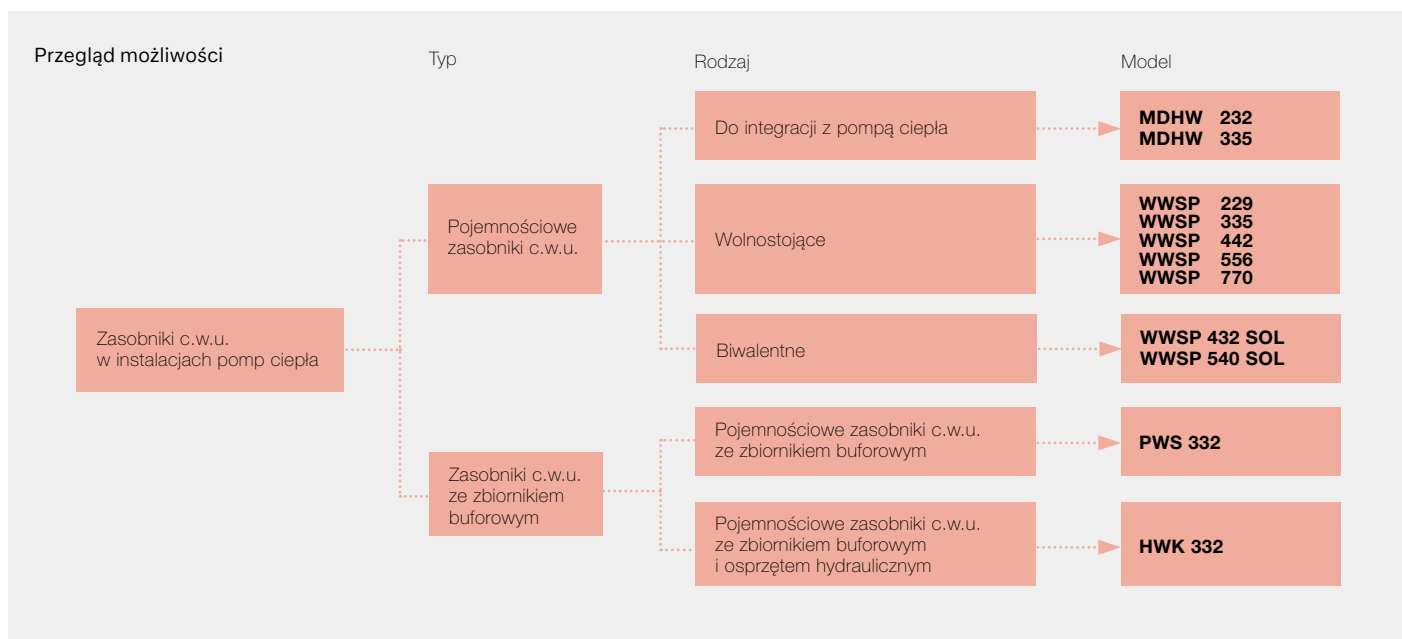 Przegląd możliwości
Typ
Rodzaj
Model
Zasobniki c.w.u.
w instalacjach pomp ciepła
Pojemnościowe
zasobniki c.w.u.
Do integracji z pompą ciepła
MDHW 232
MDHW 335
Wolnostojące
WWSP 229
WWSP 335
WWSP 442
WWSP 556
WWSP 770
Biwalentne
WWSP 432 SOL
WWSP 540 SOL
Zasobniki c.w.u.
ze zbiornikiem
buforowym
Pojemnościowe zasobniki c.w.u.
ze zbiornikiem buforowym
PWS 332
Pojemnościowe zasobniki c.w.u.
ze zbiornikiem buforowym
i osprzętem hydraulicznym
HWK 332